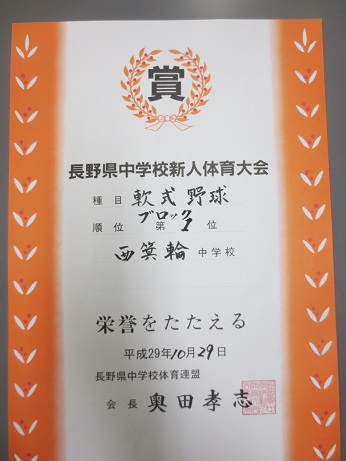 賞
長野県中学校新人体育大会
種目 軟式野球
順位 ブロック 第 位
西箕輪 中学校
栄誉をたたえる
平成29年10月29日
長野県中学校体育連盟
会長 奥田孝志